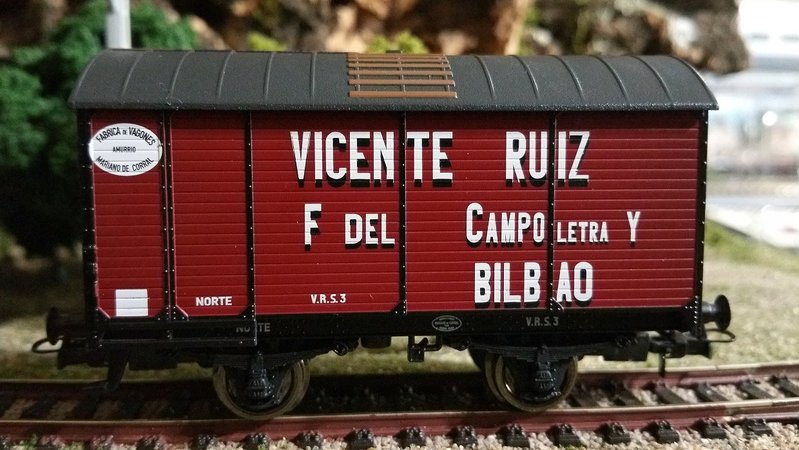 FABRICA DE VAGONES
AMURRIO
MARIANO DE CORRAL
VICENTE RUIZ
F DEL CAMPO LETRA Y
BILBAO
NORTE
V.R.S. 3
NORTE
V.R.S. 3